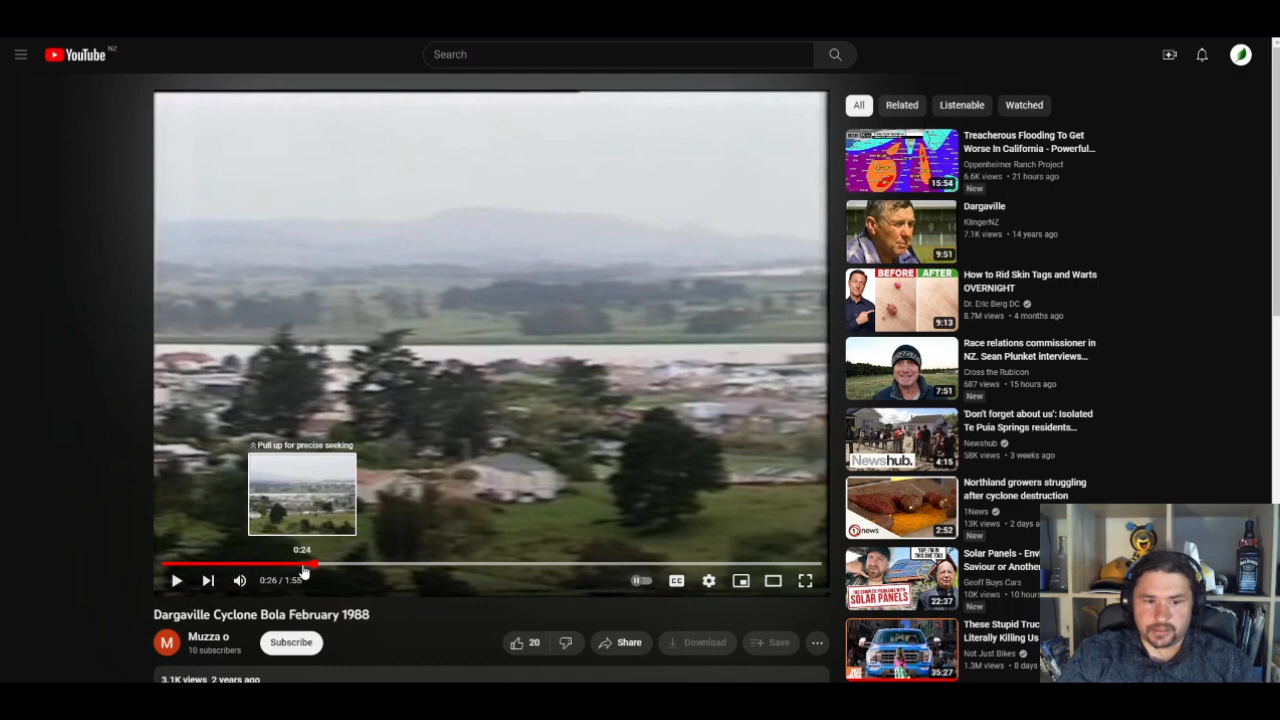 YouTube NZ
Search
All
Related
Listenable
Watched
Treacherous Flooding To Get
Worse In California - Powerful...
Oppenheimer Ranch Project
6.6K views • 21 hours ago
New
15:54
Dargaville
KlingerNZ
7.1K views • 14 years ago
9:51
BEFORE
AFTER
How to Rid Skin Tags and Warts
OVERNIGHT
Dr. Eric Berg DC
8.7M views • 4 months ago
9:13
Race relations commissioner in
NZ. Sean Plunket interviews...
Cross the Rubicon
687 views • 15 hours ago
New
7:51
'Don't forget about us': Isolated
Te Puia Springs residents...
Newshub
58K views • 3 weeks ago
Newshub.
4:15
Northland growers struggling
after cyclone destruction
1News
13K views • 2 days a
New
1news
2:52
Solar Panels - Env
Saviour or Another
Geoff Buys Cars
10K views • 10 hours
New
SOLAR PANELS
22:37
These Stupid Truc
Literally Killing Us
Not Just Bikes
1.3M views • 8 days
35:27
Pull up for precise seeking
0:24
0:26 / 1:55
CC
Dargaville Cyclone Bola February 1988
M
Muzza o
10 subscribers
Subscribe
20
Share
Download
Save
3.1K views 2 years ago